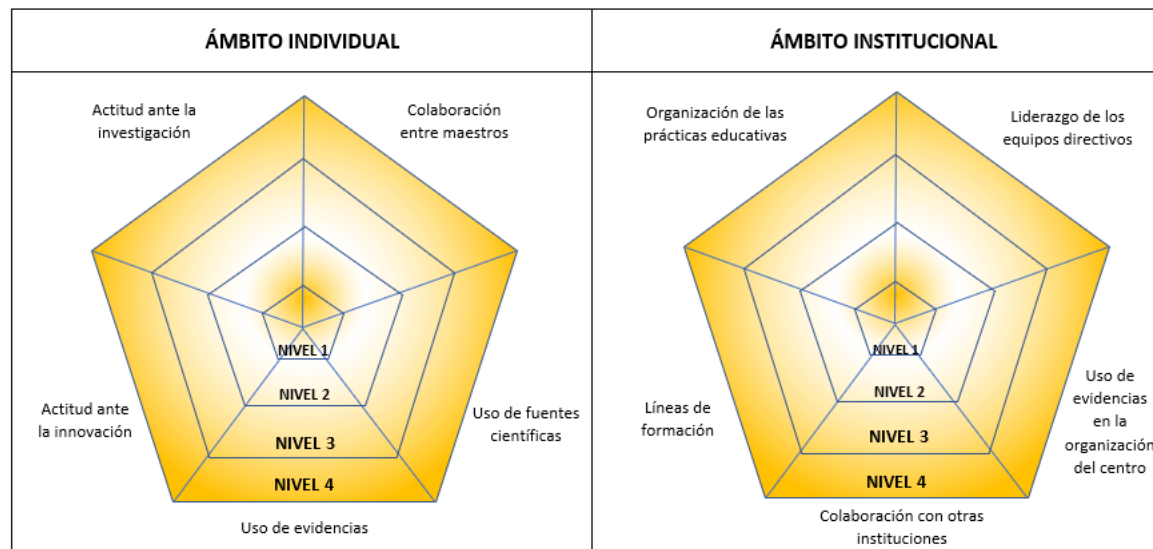 ÁMBITO INDIVIDUAL
Actitud ante la
investigación
Colaboración
entre maestros
NIVEL 1
NIVEL 2
Actitud ante
la innovación
Uso de fuentes
científicas
NIVEL 3
NIVEL 4
Uso de evidencias
ÁMBITO INSTITUCIONAL
Organización de las
prácticas educativas
Liderazgo de los
equipos directivos
NIVEL 1
NIVEL 2
Líneas de
formación
Uso de
evidencias
en la
organización
del centro
NIVEL 3
NIVEL 4
Colaboración con otras
instituciones